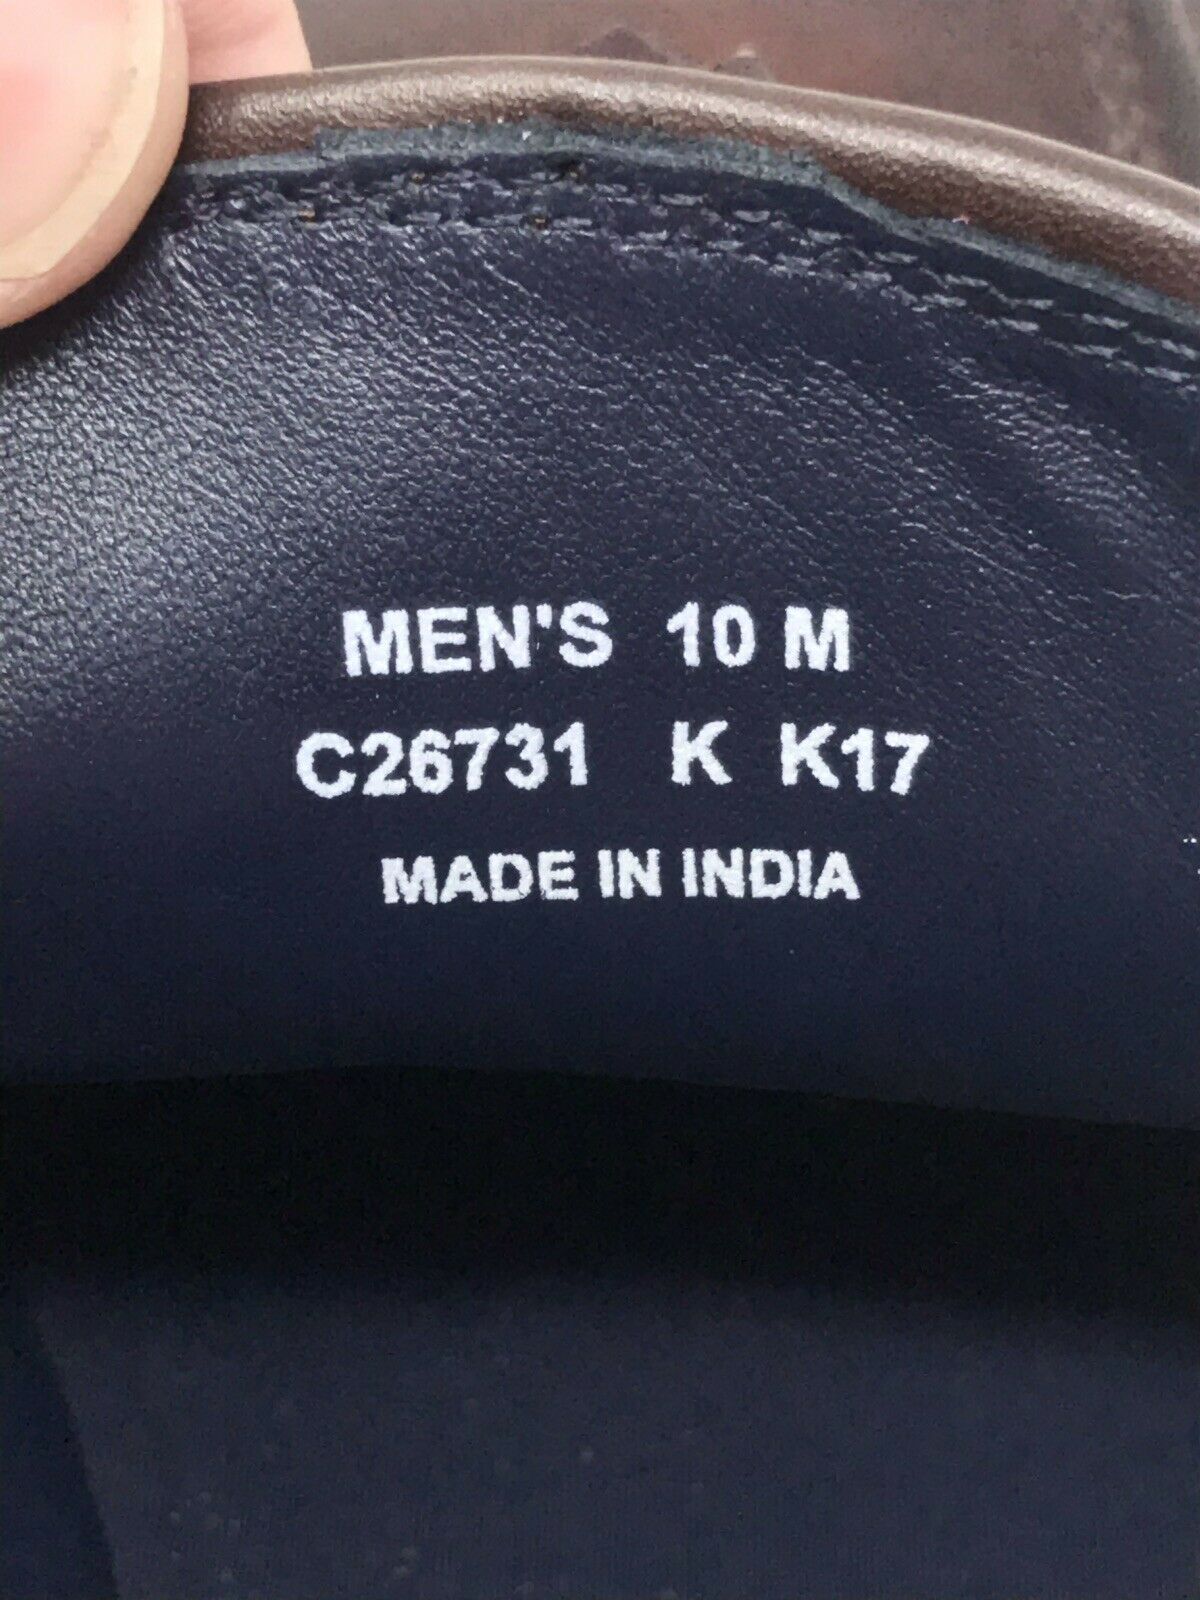 MEN'S 10 M
C26731 K K17
MADE IN INDIA